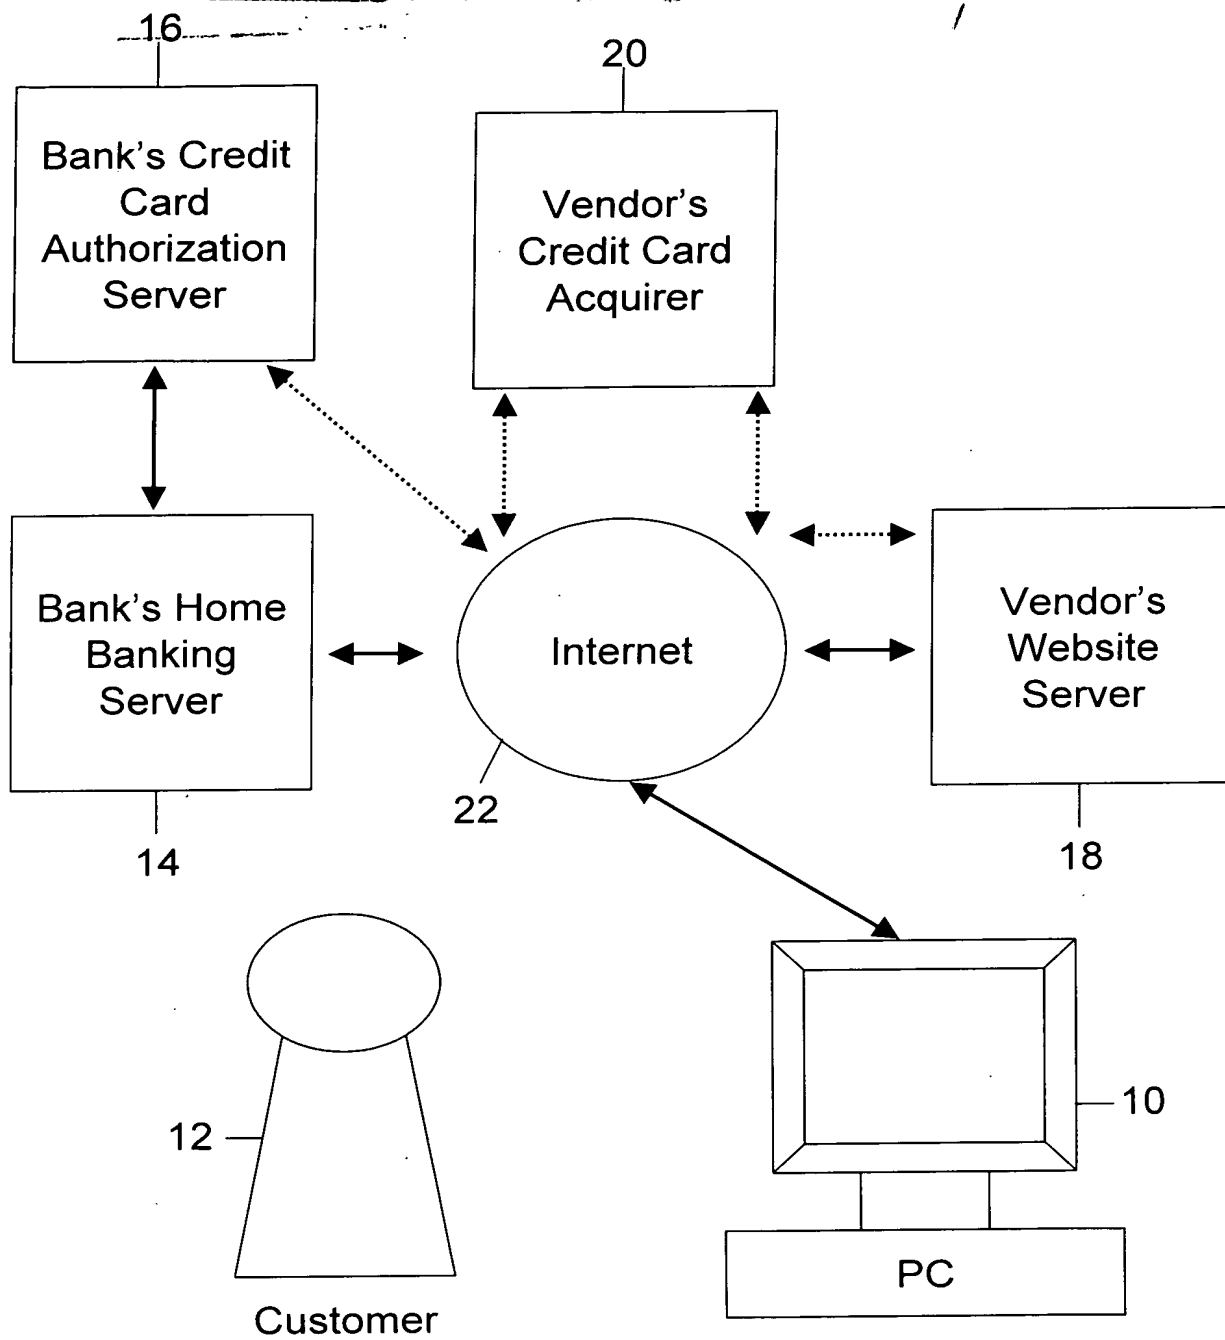 16
20
Bank's Credit
Card
Authorization
Server
Vendor's
Credit Card
Acquirer
Bank's Home
Banking
Server
Internet
Vendor's
Website
Server
22
14
18
12
10
PC
Customer